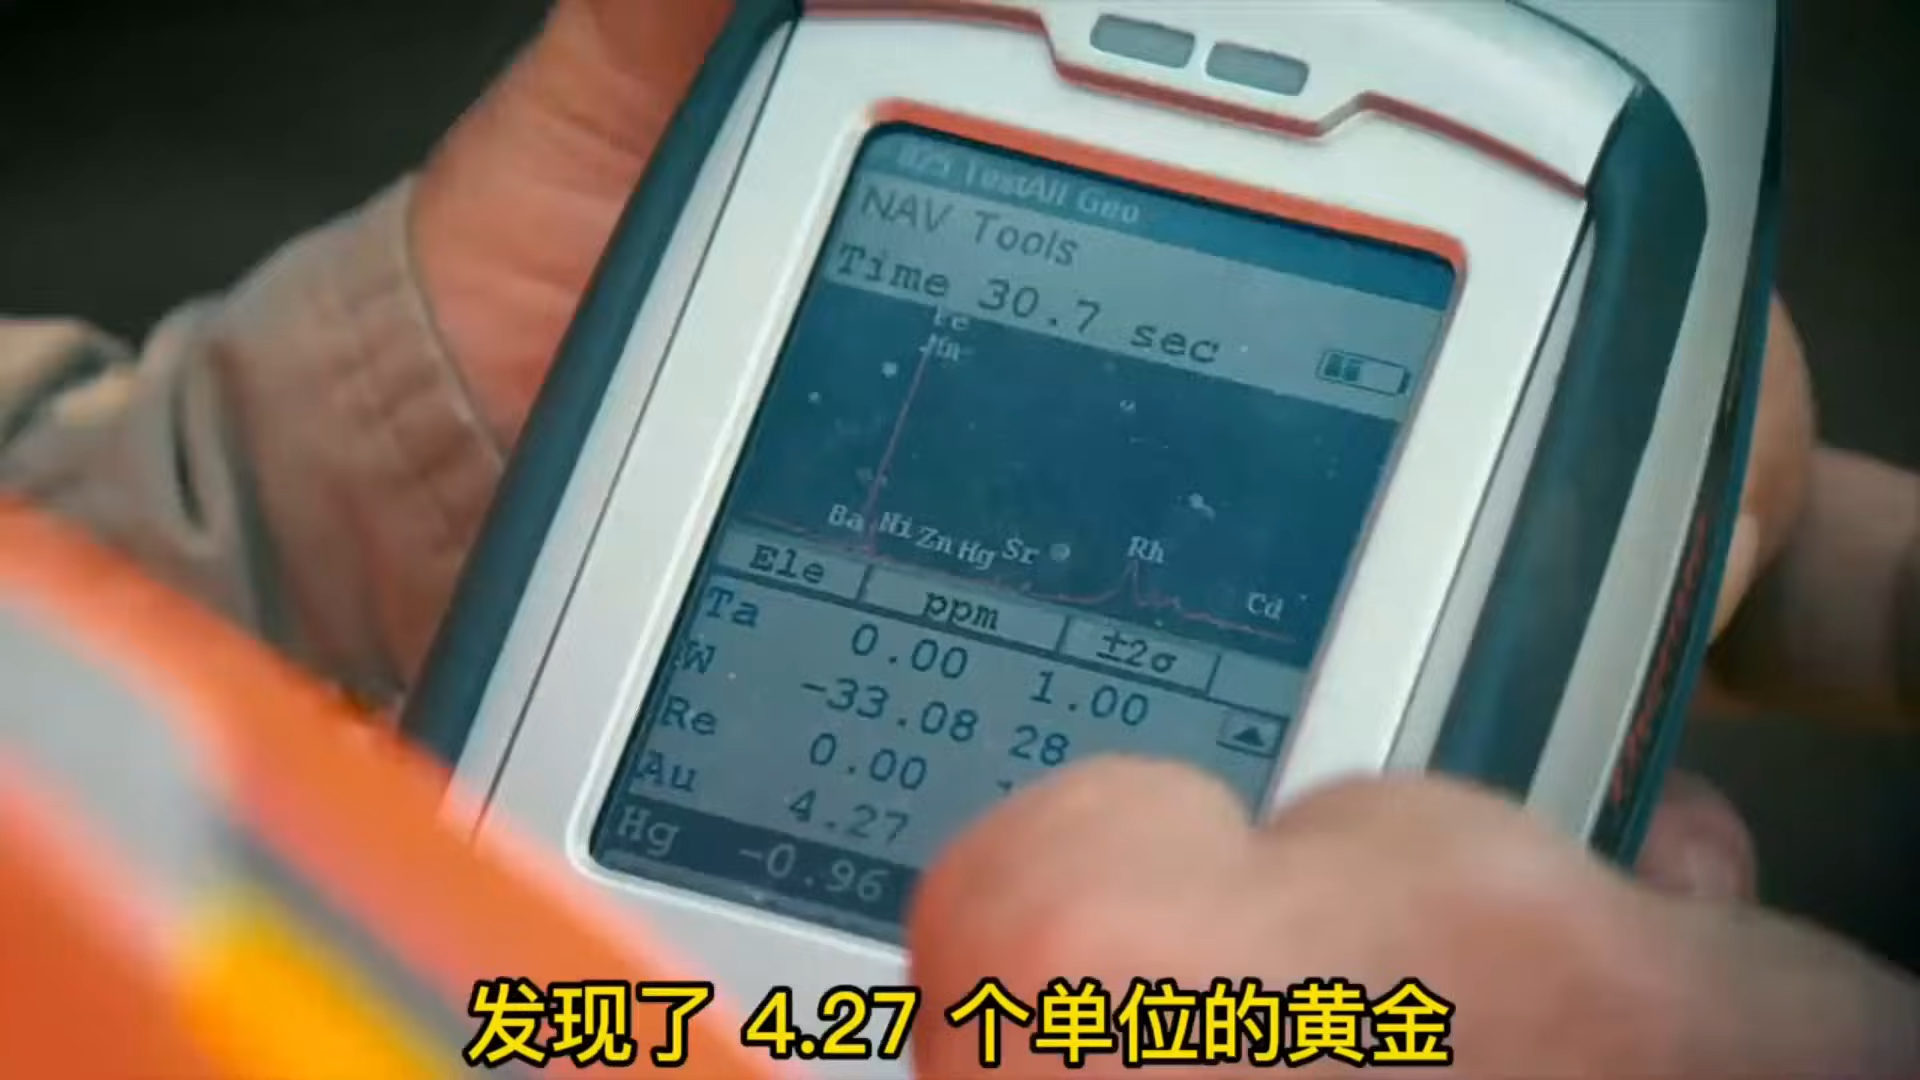 TestAll Geo
NAV Tools
Time 30.7 sec
Fe
Mn
Ba Ni Zn Hg Sr Rh Cd
Ele ppm ±2σ
Ta 0.00 1.00
W -33.08 28
Re 0.00
Au 4.27
Hg -0.96
发现了 4.27 个单位的黄金